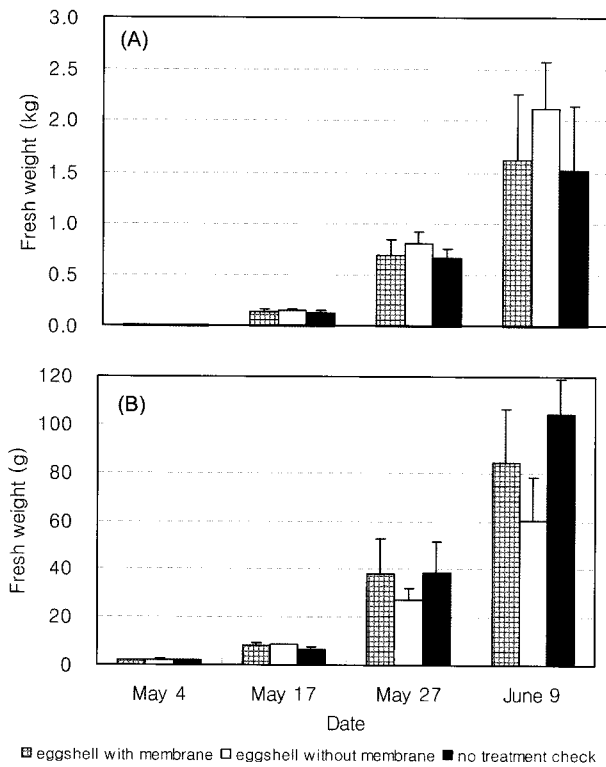 (A)
Fresh weight (kg)
3.0
2.5
2.0
1.5
1.0
0.5
0.0
(B)
Fresh weight (g)
120
100
80
60
40
20
0
May 4 May 17 May 27 June 9
Date
eggshell with membrane eggshell without membrane no treatment check